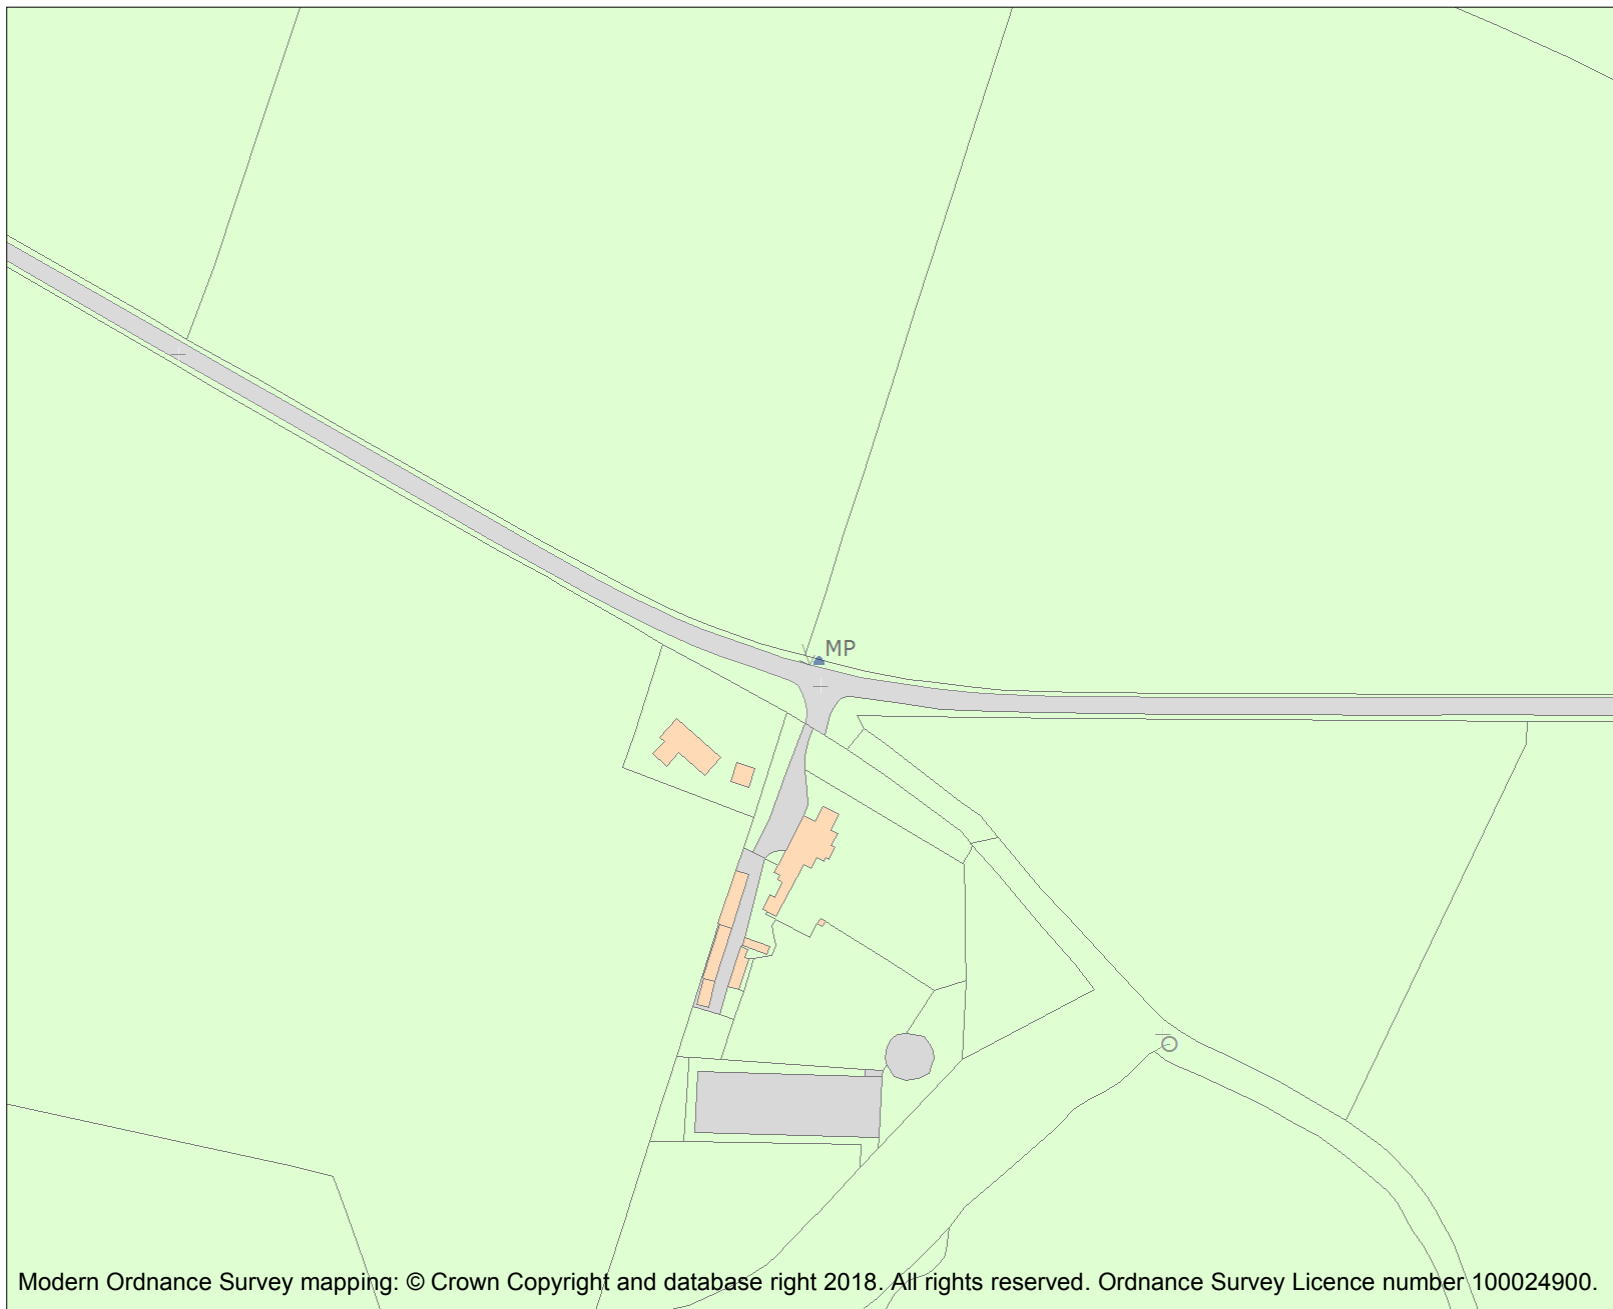 MP
Modern Ordnance Survey mapping: © Crown Copyright and database right 2018. All rights reserved. Ordnance Survey Licence number 100024900.